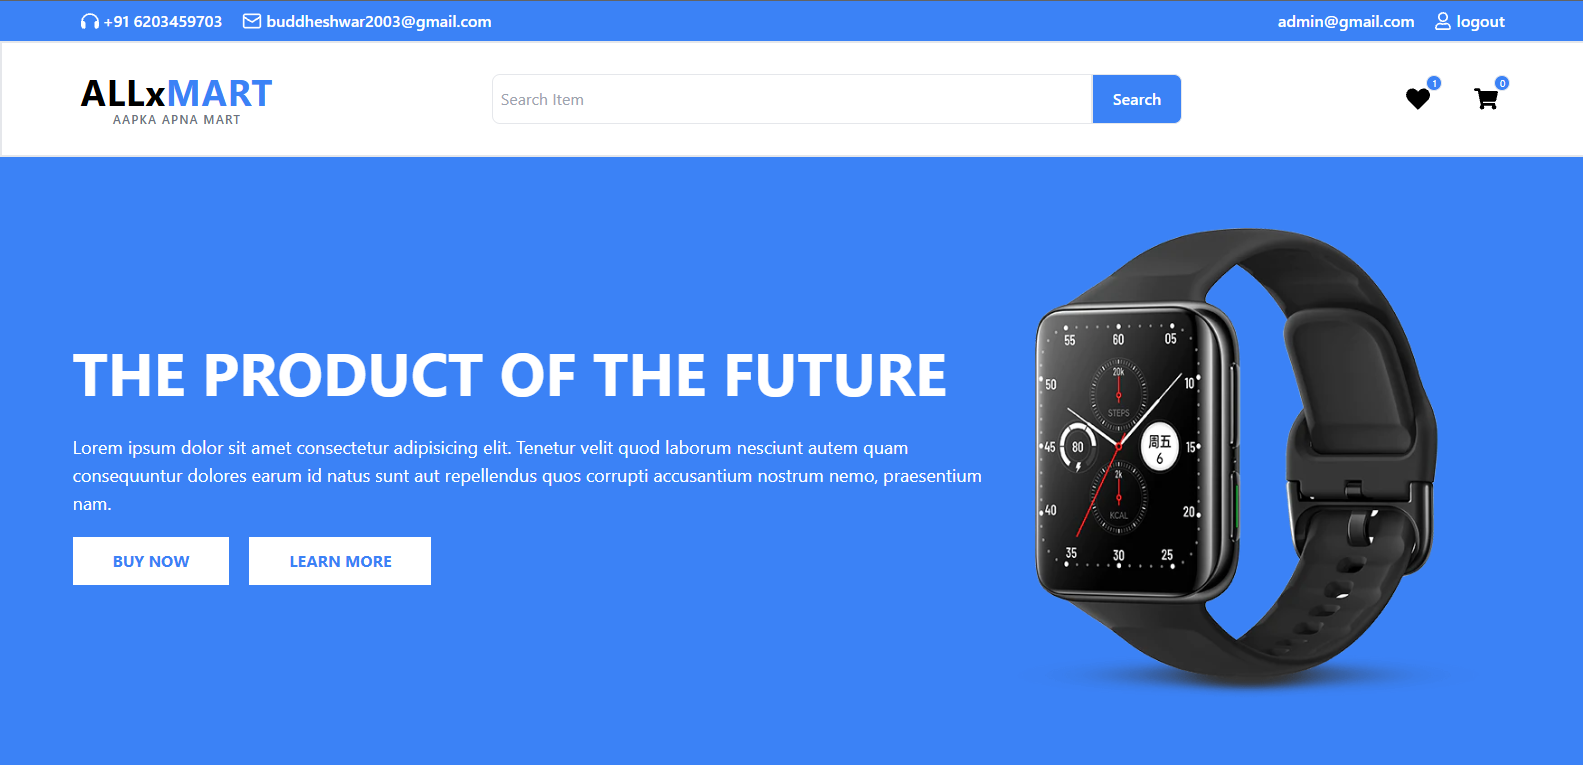 +91 6203459703 buddheshwar2003@gmail.com admin@gmail.com logout
ALLxMART
AAPKA APNA MART
Search Item
Search
1
0
THE PRODUCT OF THE FUTURE
Lorem ipsum dolor sit amet consectetur adipisicing elit. Tenetur velit quod laborum nesciunt autem quam
consequuntur dolores earum id natus sunt aut repellendus quos corrupti accusantium nostrum nemo, praesentium
nam.
BUY NOW
LEARN MORE
55 60 05
20k
50 10
STEPS
45 80 周五 15
6
2k
KCAL
40 20
35 30 25